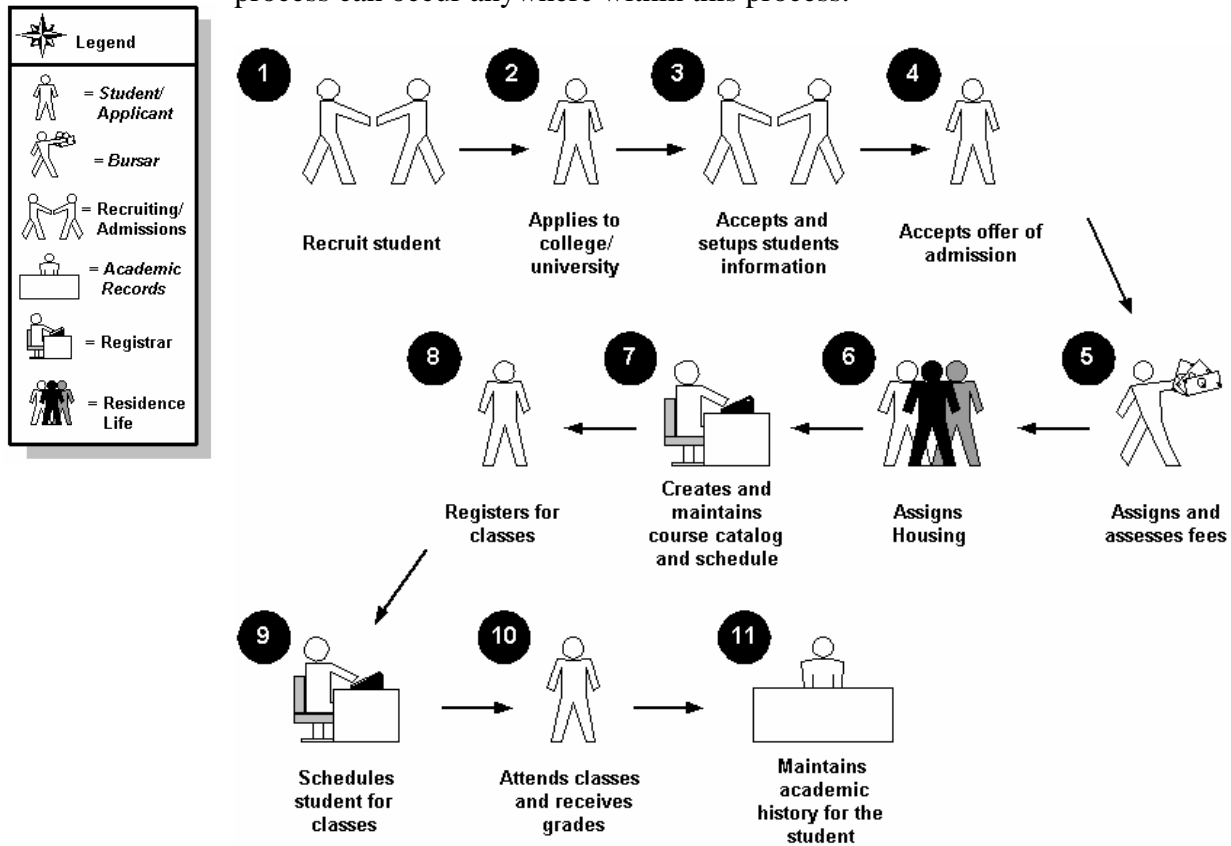 process can occur anywhere within this process.
Legend
= Student/
Applicant
= Bursar
= Recruiting/
Admissions
= Academic
Records
= Registrar
= Residence
Life
1
Recruit student
2
Applies to
college/
university
3
Accepts and
setups students
information
4
Accepts offer of
admission
5
Assigns and
assesses fees
6
Assigns
Housing
7
Creates and
maintains
course catalog
and schedule
8
Registers for
classes
9
Schedules
student for
classes
10
Attends classes
and receives
grades
11
Maintains
academic
history for the
student